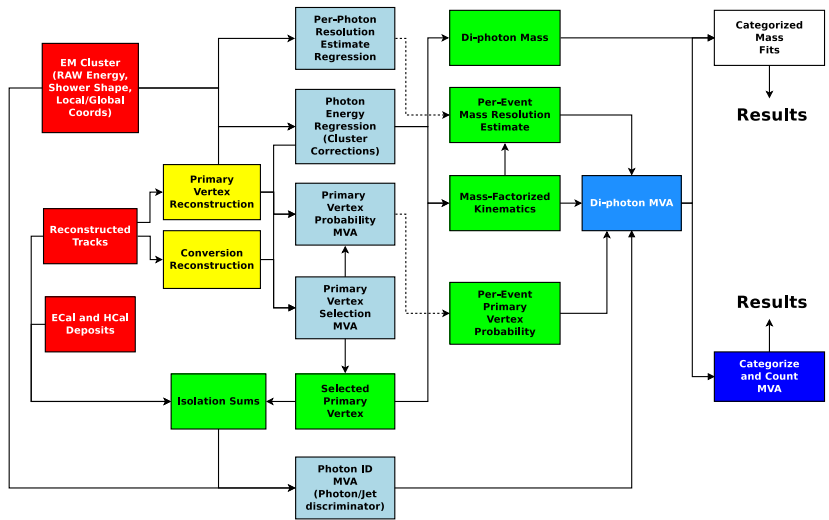 Per-Photon
Resolution
Estimate
Regression
Di-photon Mass
Categorized
Mass
Fits
EM Cluster
(RAW Energy,
Shower Shape,
Local/Global
Coords)
Photon
Energy
Regression
(Cluster
Corrections)
Per-Event
Mass Resolution
Estimate
Results
Primary
Vertex
Reconstruction
Primary
Vertex
Probability
MVA
Mass-Factorized
Kinematics
Di-photon MVA
Reconstructed
Tracks
Conversion
Reconstruction
Primary
Vertex
Selection
MVA
Per-Event
Primary
Vertex
Probability
Results
ECal and HCal
Deposits
Categorize
and Count
MVA
Isolation Sums
Selected
Primary
Vertex
Photon ID
MVA
(Photon/Jet
discriminator)